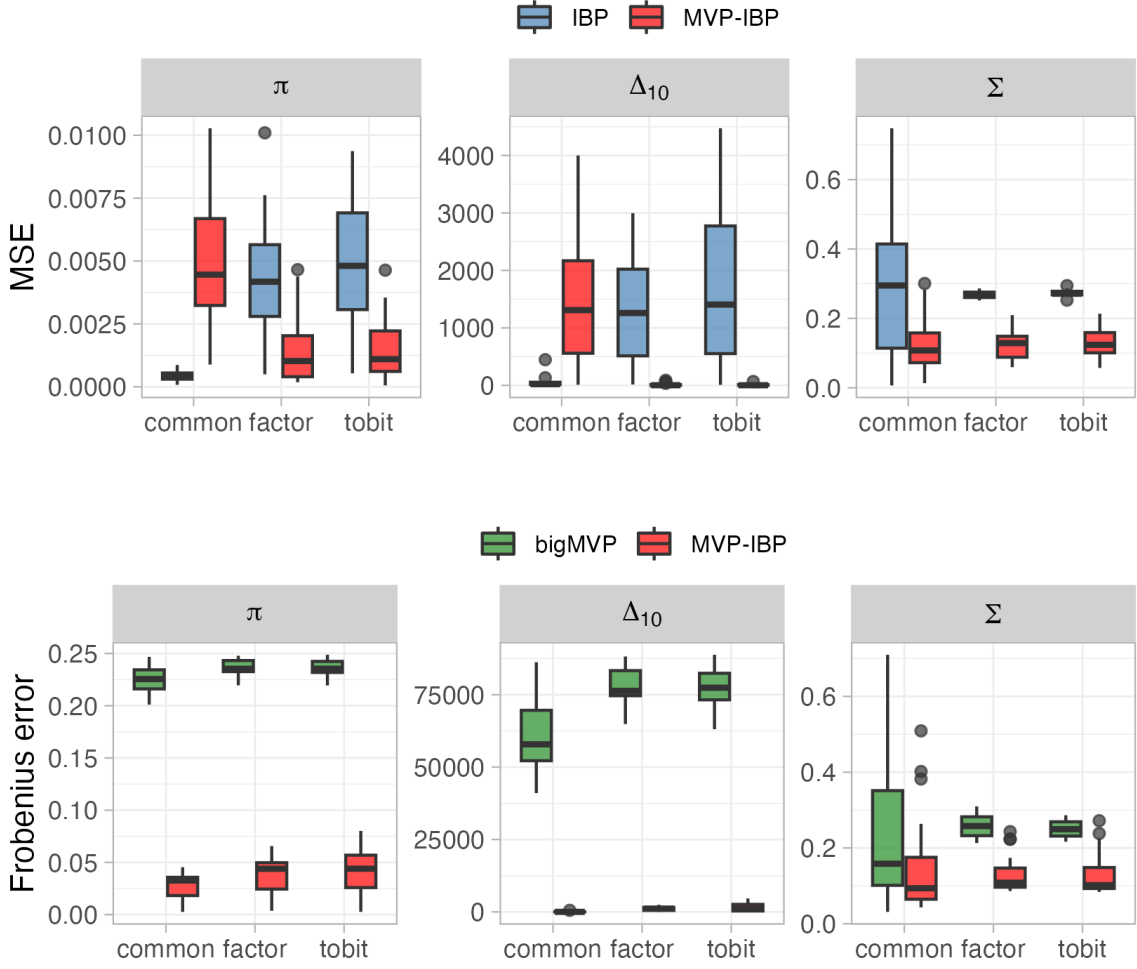 IBP MVP-IBP
π Δ10 Σ
MSE
0.0100
0.0075
0.0050
0.0025
0.0000
4000
3000
2000
1000
0
0.6
0.4
0.2
0.0
common factor tobit
common factor tobit
common factor tobit
bigMVP MVP-IBP
π Δ10 Σ
Frobenius error
0.25
0.20
0.15
0.10
0.05
0.00
75000
50000
25000
0
0.6
0.4
0.2
0.0
common factor tobit
common factor tobit
common factor tobit